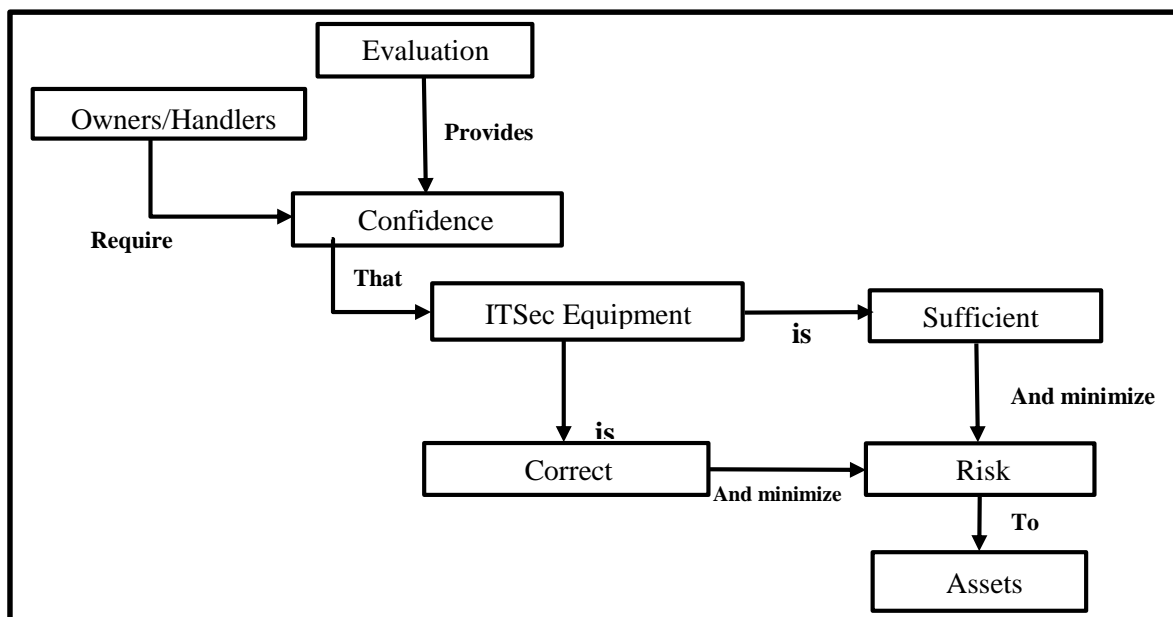 Evaluation
Owners/Handlers
Provides
Confidence
Require
That
ITSec Equipment
is
Sufficient
And minimize
is
Correct
And minimize
Risk
To
Assets